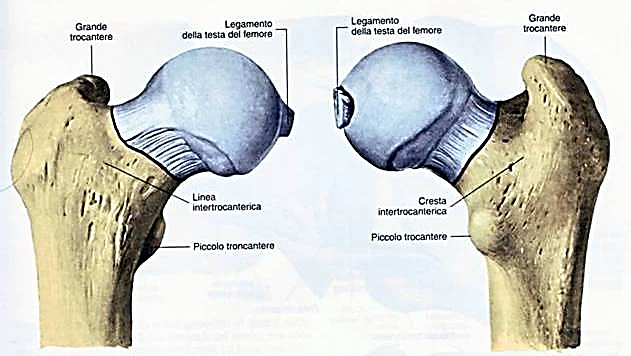 Grande
trocantere
Legamento
della testa del femore
Linea
intertrocanterica
Piccolo troncantere
Legamento
della testa del femore
Grande
trocantere
Cresta
intertrocanterica
Piccolo trocantere